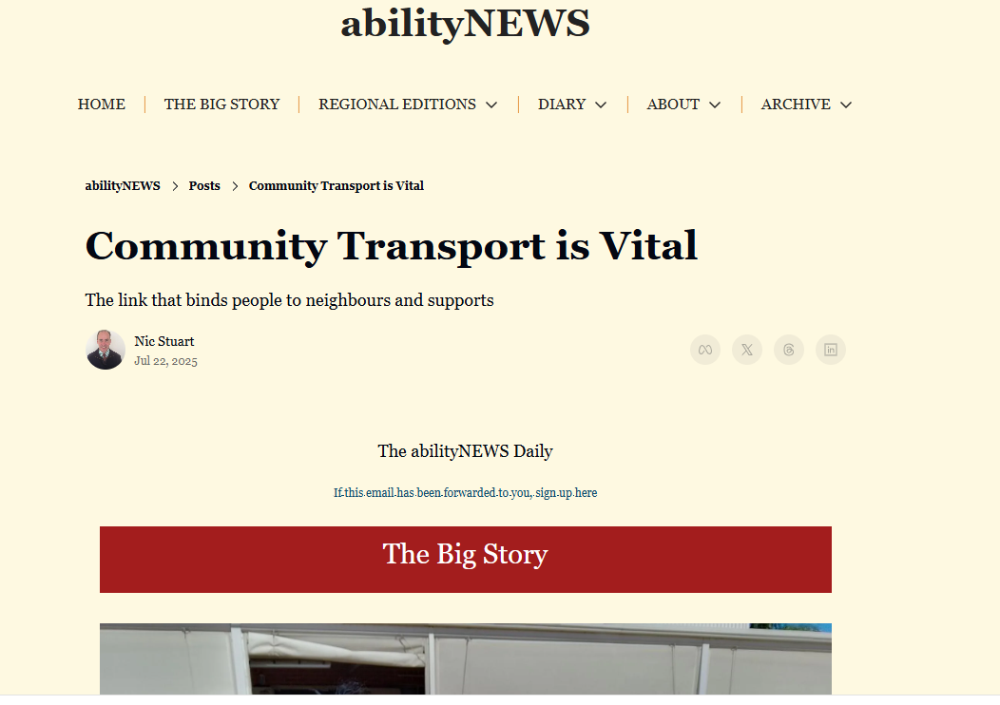 abilityNEWS
HOME
THE BIG STORY
REGIONAL EDITIONS
DIARY
ABOUT
ARCHIVE
abilityNEWS > Posts > Community Transport is Vital
Community Transport is Vital
The link that binds people to neighbours and supports
Nic Stuart
Jul 22, 2025
The abilityNEWS Daily
If this email has been forwarded to you, sign up here
The Big Story